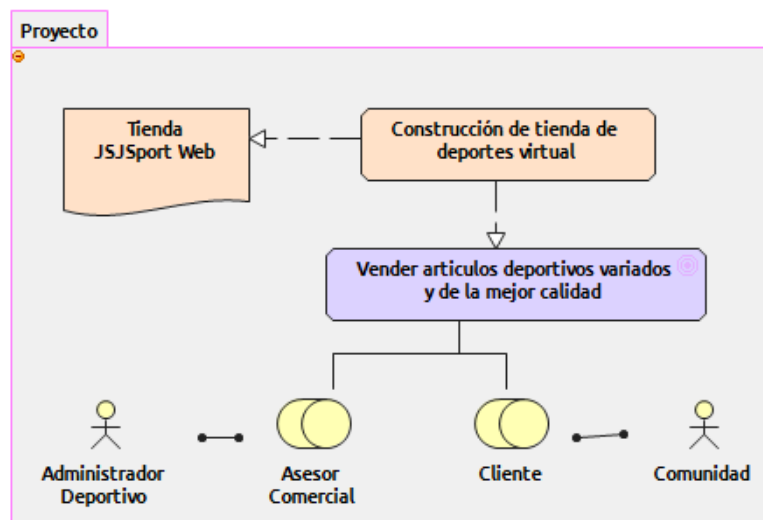 Proyecto
Tienda
JSJSport Web
Construcción de tienda de
deportes virtual
Vender articulos deportivos variados
y de la mejor calidad
Administrador
Deportivo
Asesor
Comercial
Cliente
Comunidad